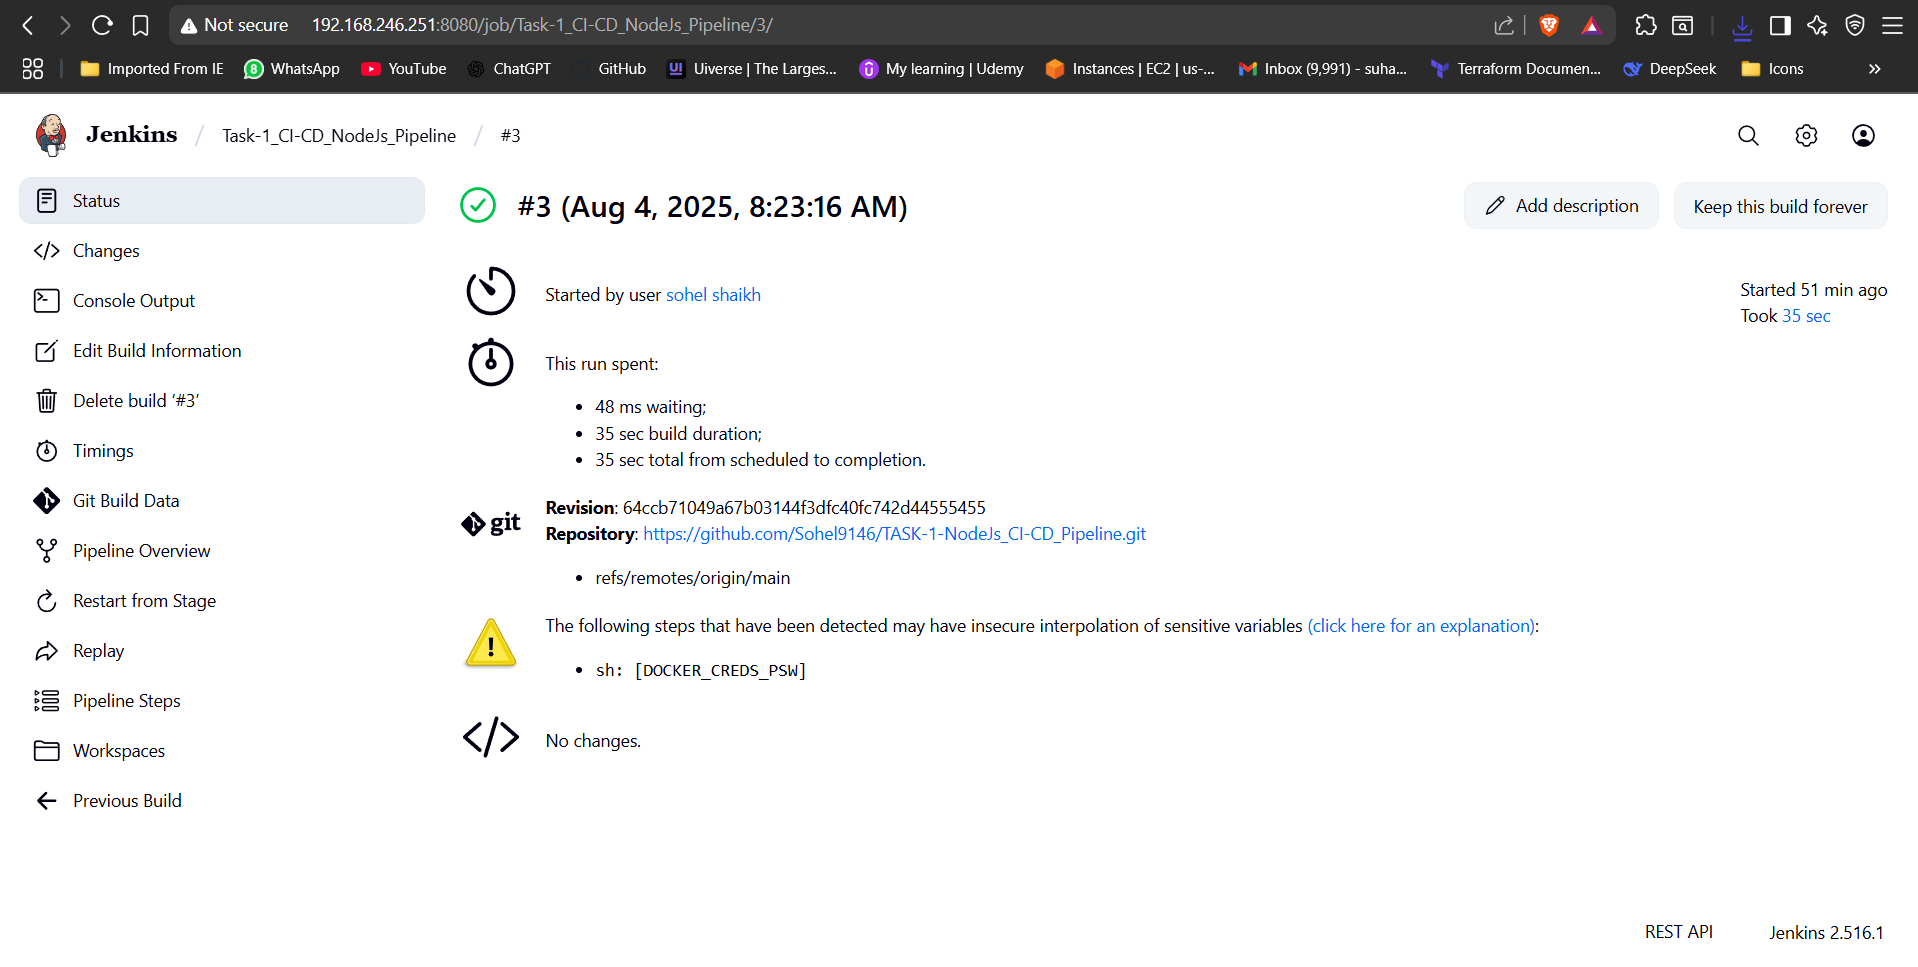 Not secure 192.168.246.251:8080/job/Task-1_CI-CD_NodeJs_Pipeline/3/
Imported From IE 8 WhatsApp YouTube ChatGPT GitHub UI Uiverse | The Larges... My learning | Udemy Instances | EC2 | us-... Inbox (9,991) - suha... Terraform Documen... DeepSeek Icons »
Jenkins / Task-1_CI-CD_NodeJs_Pipeline / #3
Status
Changes
Console Output
Edit Build Information
Delete build ‘#3’
Timings
Git Build Data
Pipeline Overview
Restart from Stage
Replay
Pipeline Steps
Workspaces
Previous Build
#3 (Aug 4, 2025, 8:23:16 AM)
Add description
Keep this build forever
Started by user sohel shaikh
Started 51 min ago
Took 35 sec
This run spent:
• 48 ms waiting;
• 35 sec build duration;
• 35 sec total from scheduled to completion.
git
Revision: 64ccb71049a67b03144f3dfc40fc742d44555455
Repository: https://github.com/Sohel9146/TASK-1-NodeJs_CI-CD_Pipeline.git
• refs/remotes/origin/main
The following steps that have been detected may have insecure interpolation of sensitive variables (click here for an explanation):
• sh: [DOCKER_CREDS_PSW]
No changes.
REST API Jenkins 2.516.1